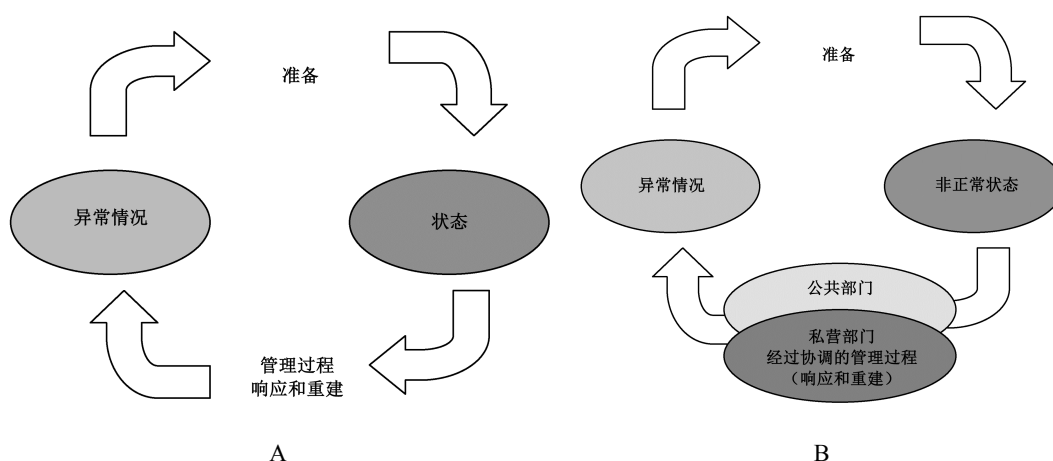 准备
异常情况
状态
管理过程
响应和重建
A
准备
异常情况
非正常状态
公共部门
私营部门
经过协调的管理过程
（响应和重建）
B